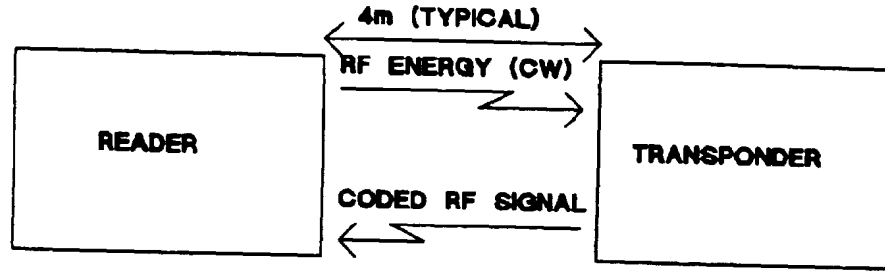 4m (TYPICAL)
RF ENERGY (CW)
READER
TRANSPONDER
CODED RF SIGNAL